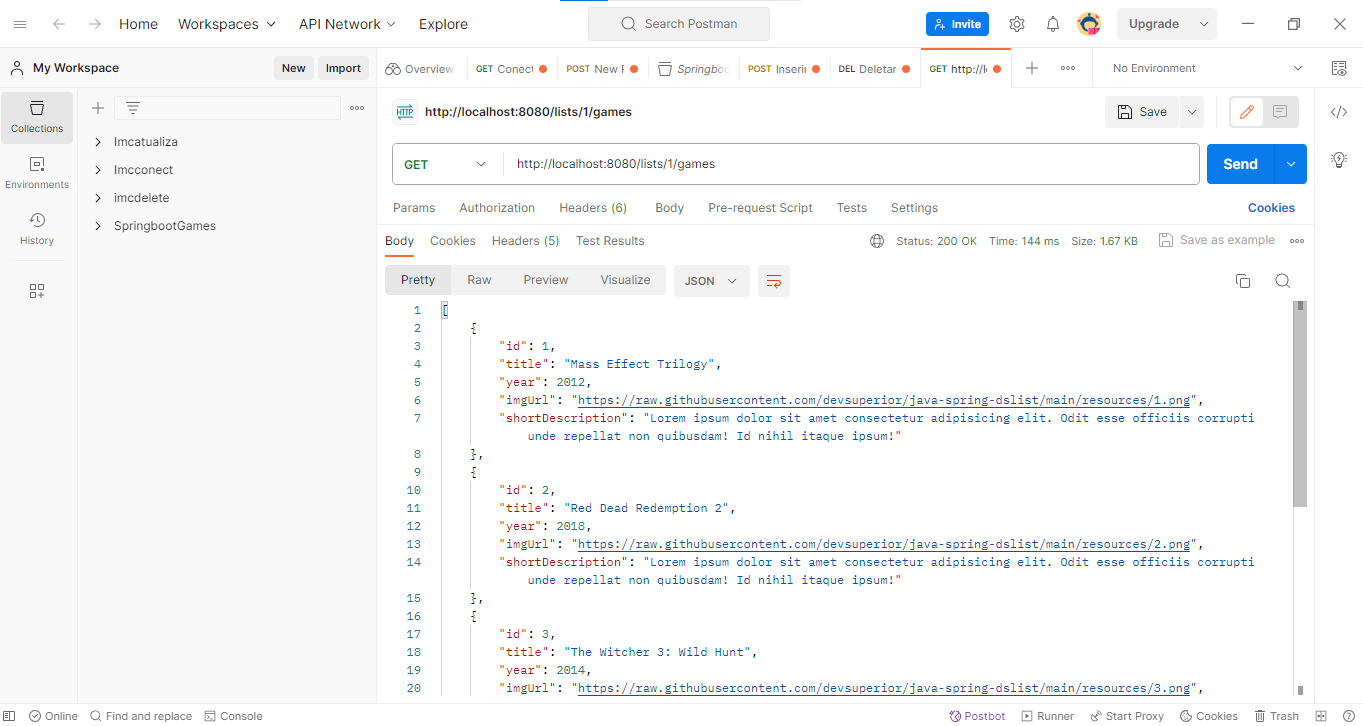 Home Workspaces API Network Explore Search Postman Invite Upgrade
My Workspace New Import Overview GET Conect POST New F Springboo POST Inserir DEL Deletar GET http://l No Environment
Collections
Environments
History
Imcatualiza
Imcconect
imcdelete
SpringbootGames
HTTP http://localhost:8080/lists/1/games Save
GET http://localhost:8080/lists/1/games Send
Params Authorization Headers (6) Body Pre-request Script Tests Settings Cookies
Body Cookies Headers (5) Test Results Status: 200 OK Time: 144 ms Size: 1.67 KB Save as example
Pretty Raw Preview Visualize JSON
1 [
2 {
3 "id": 1,
4 "title": "Mass Effect Trilogy",
5 "year": 2012,
6 "imgUrl": "https://raw.githubusercontent.com/devsuperior/java-spring-dslist/main/resources/1.png",
7 "shortDescription": "Lorem ipsum dolor sit amet consectetur adipisicing elit. Odit esse officiis corrupti
unde repellat non quibusdam! Id nihil itaque ipsum!"
8 },
9 {
10 "id": 2,
11 "title": "Red Dead Redemption 2",
12 "year": 2018,
13 "imgUrl": "https://raw.githubusercontent.com/devsuperior/java-spring-dslist/main/resources/2.png",
14 "shortDescription": "Lorem ipsum dolor sit amet consectetur adipisicing elit. Odit esse officiis corrupti
unde repellat non quibusdam! Id nihil itaque ipsum!"
15 },
16 {
17 "id": 3,
18 "title": "The Witcher 3: Wild Hunt",
19 "year": 2014,
20 "imgUrl": "https://raw.githubusercontent.com/devsuperior/java-spring-dslist/main/resources/3.png",
Online Find and replace Console Postbot Runner Start Proxy Cookies Trash